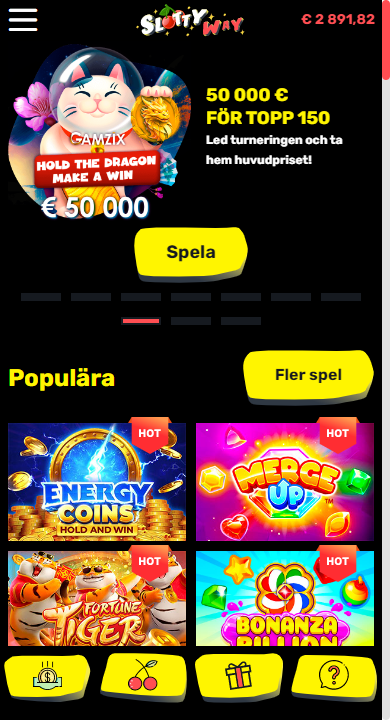 SLOTTY WAY
€ 2 891,82
GAMZIX
HOLD THE DRAGON
MAKE A WIN
€ 50 000
50 000 €
FÖR TOPP 150
Led turneringen och ta
hem huvudpriset!
Spela
Populära
Fler spel
HOT
HOT
ENERGY
COINS
HOLD AND WIN
MERGE
UP™
HOT
HOT
FORTUNE
TIGER
BONANZA
BILLION